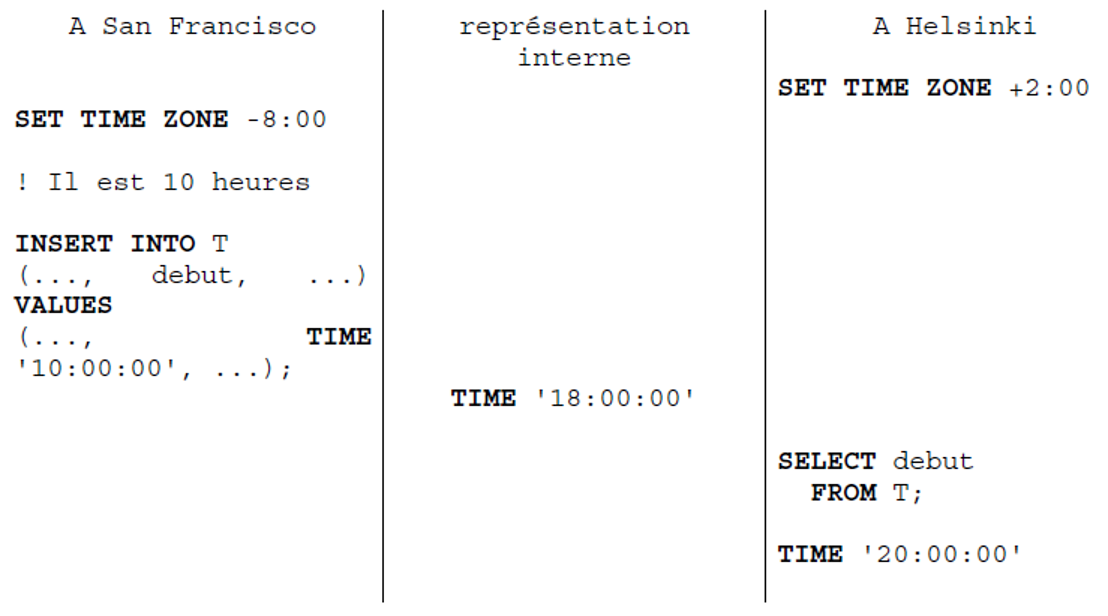 A San Francisco
SET TIME ZONE -8:00
! Il est 10 heures
INSERT INTO T
(..., debut, ...)
VALUES
(..., TIME
'10:00:00', ...);
représentation
interne
TIME '18:00:00'
A Helsinki
SET TIME ZONE +2:00
SELECT debut
FROM T;
TIME '20:00:00'